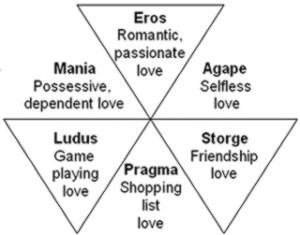 Eros
Romantic,
passionate
love
Mania
Possessive,
dependent love
Agape
Selfless
love
Ludus
Game
playing
love
Pragma
Shopping
list
love
Storge
Friendship
love